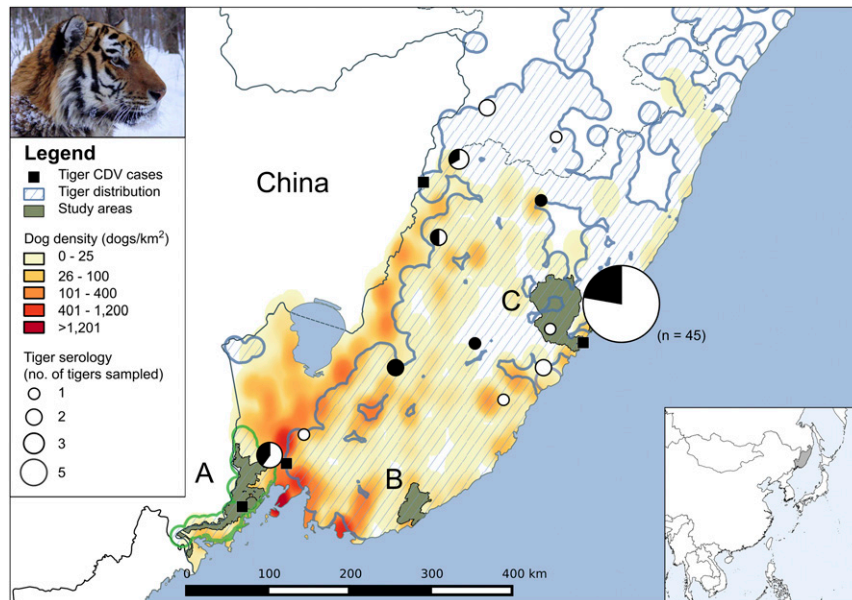 Legend
Tiger CDV cases
Tiger distribution
Study areas
Dog density (dogs/km²)
0 - 25
26 - 100
101 - 400
401 - 1,200
>1,201
Tiger serology
(no. of tigers sampled)
1
2
3
5
China
A
B
C
(n = 45)
0 100 200 300 400 km